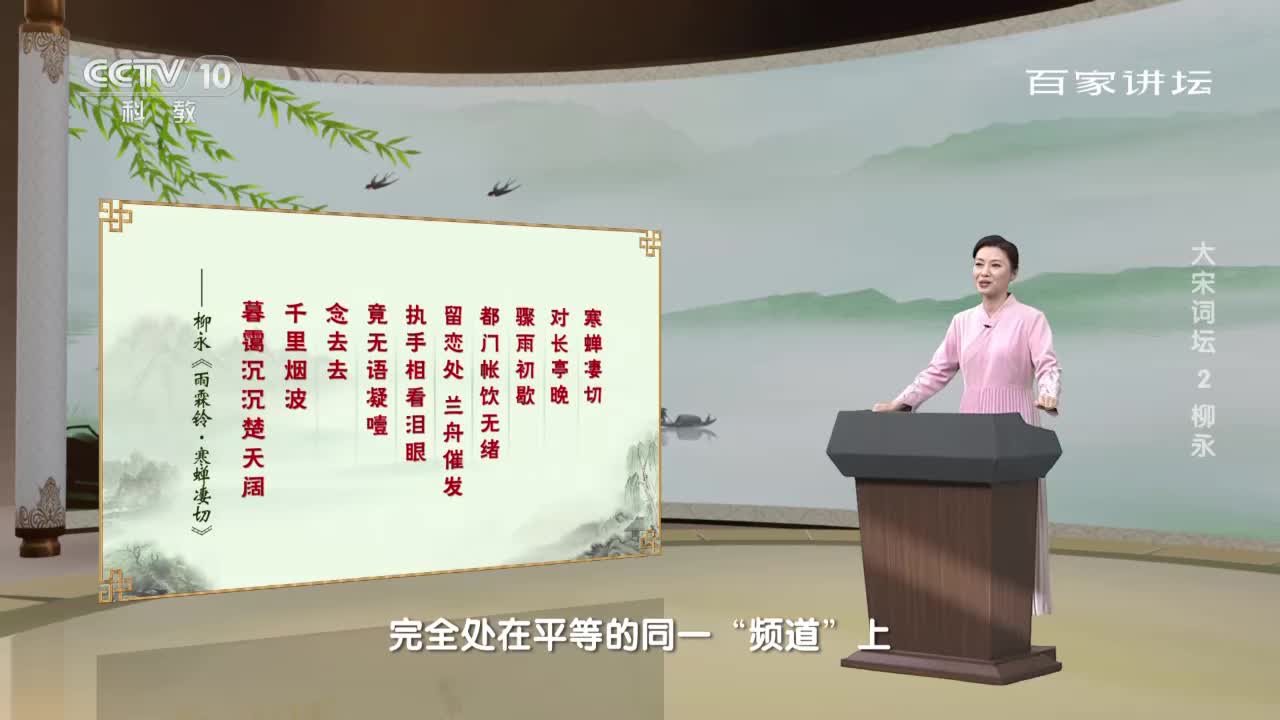 CCTV 10
科教
百家讲坛
大宋词坛 2 柳永
寒蝉凄切
对长亭晚
骤雨初歇
都门帐饮无绪
留恋处 兰舟催发
执手相看泪眼
竟无语凝噎
念去去
千里烟波
暮霭沉沉楚天阔
——柳永《雨霖铃·寒蝉凄切》
完全处在平等的同一“频道”上